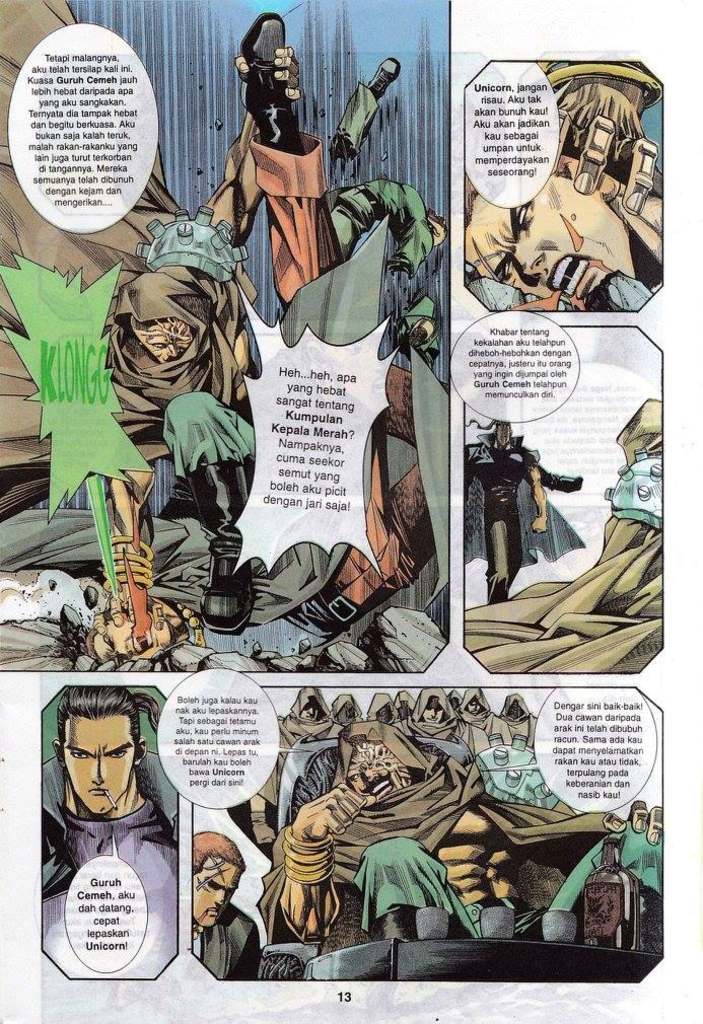 Tetapi malangnya,
aku telah tersilap kali ini.
Kuasa Guruh Cemeh jauh
lebih hebat daripada apa
yang aku sangkakan.
Ternyata dia tampak hebat
dan begitu berkuasa. Aku
bukan saja kalah teruk,
malah rakan-rakanku yang
lain juga turut terkorban
di tangannya. Mereka
semuanya telah dibunuh
dengan kejam dan
mengerikan....
KLONGG
Heh...heh, apa
yang hebat
sangat tentang
Kumpulan
Kepala Merah?
Nampaknya,
cuma seekor
semut yang
boleh aku picit
dengan jari saja!
Unicorn, jangan
risau. Aku tak
akan bunuh kau!
Aku akan jadikan
kau sebagai
umpan untuk
memperdayakan
seseorang!
Khabar tentang
kekalahan aku telahpun
diheboh-hebohkan dengan
cepatnya, justeru itu orang
yang ingin dijumpai oleh
Guruh Cemeh telahpun
memunculkan diri.
Guruh
Cemeh, aku
dah datang,
cepat
lepaskan
Unicorn!
Boleh juga kalau kau
nak aku lepaskannya.
Tapi sebagai tetamu
aku, kau perlu minum
salah satu cawan arak
di depan ni. Lepas tu,
barulah kau boleh
bawa Unicorn
pergi dari sini!
Dengar sini baik-baik!
Dua cawan daripada
arak ini telah dibubuh
racun. Sama ada kau
dapat menyelamatkan
rakan kau atau tidak,
terpulang pada
keberanian dan
nasib kau!
13